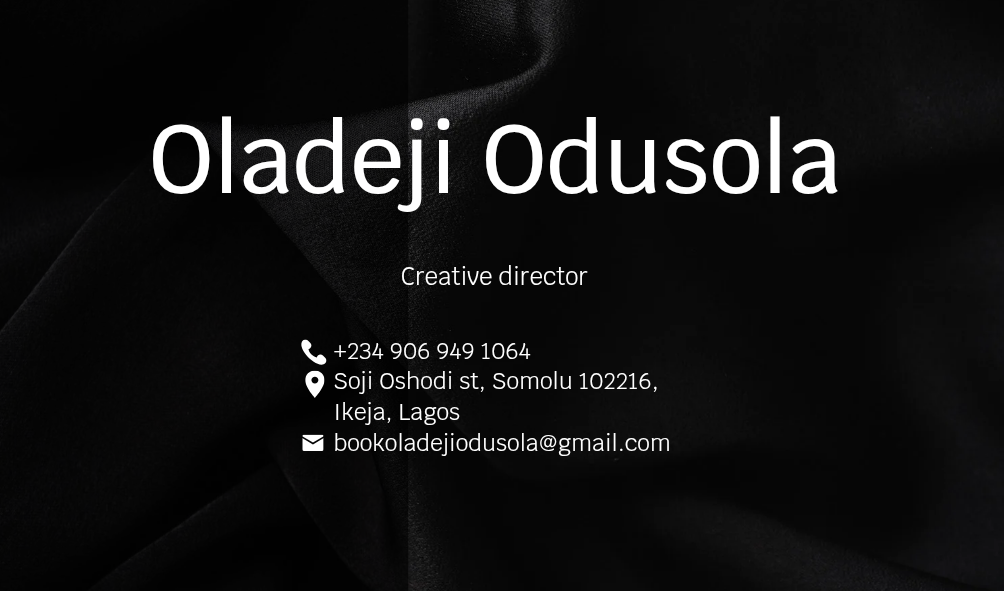 Oladeji Odusola
Creative director
+234 906 949 1064
Soji Oshodi st, Somolu 102216,
Ikeja, Lagos
bookoladejiodusola@gmail.com